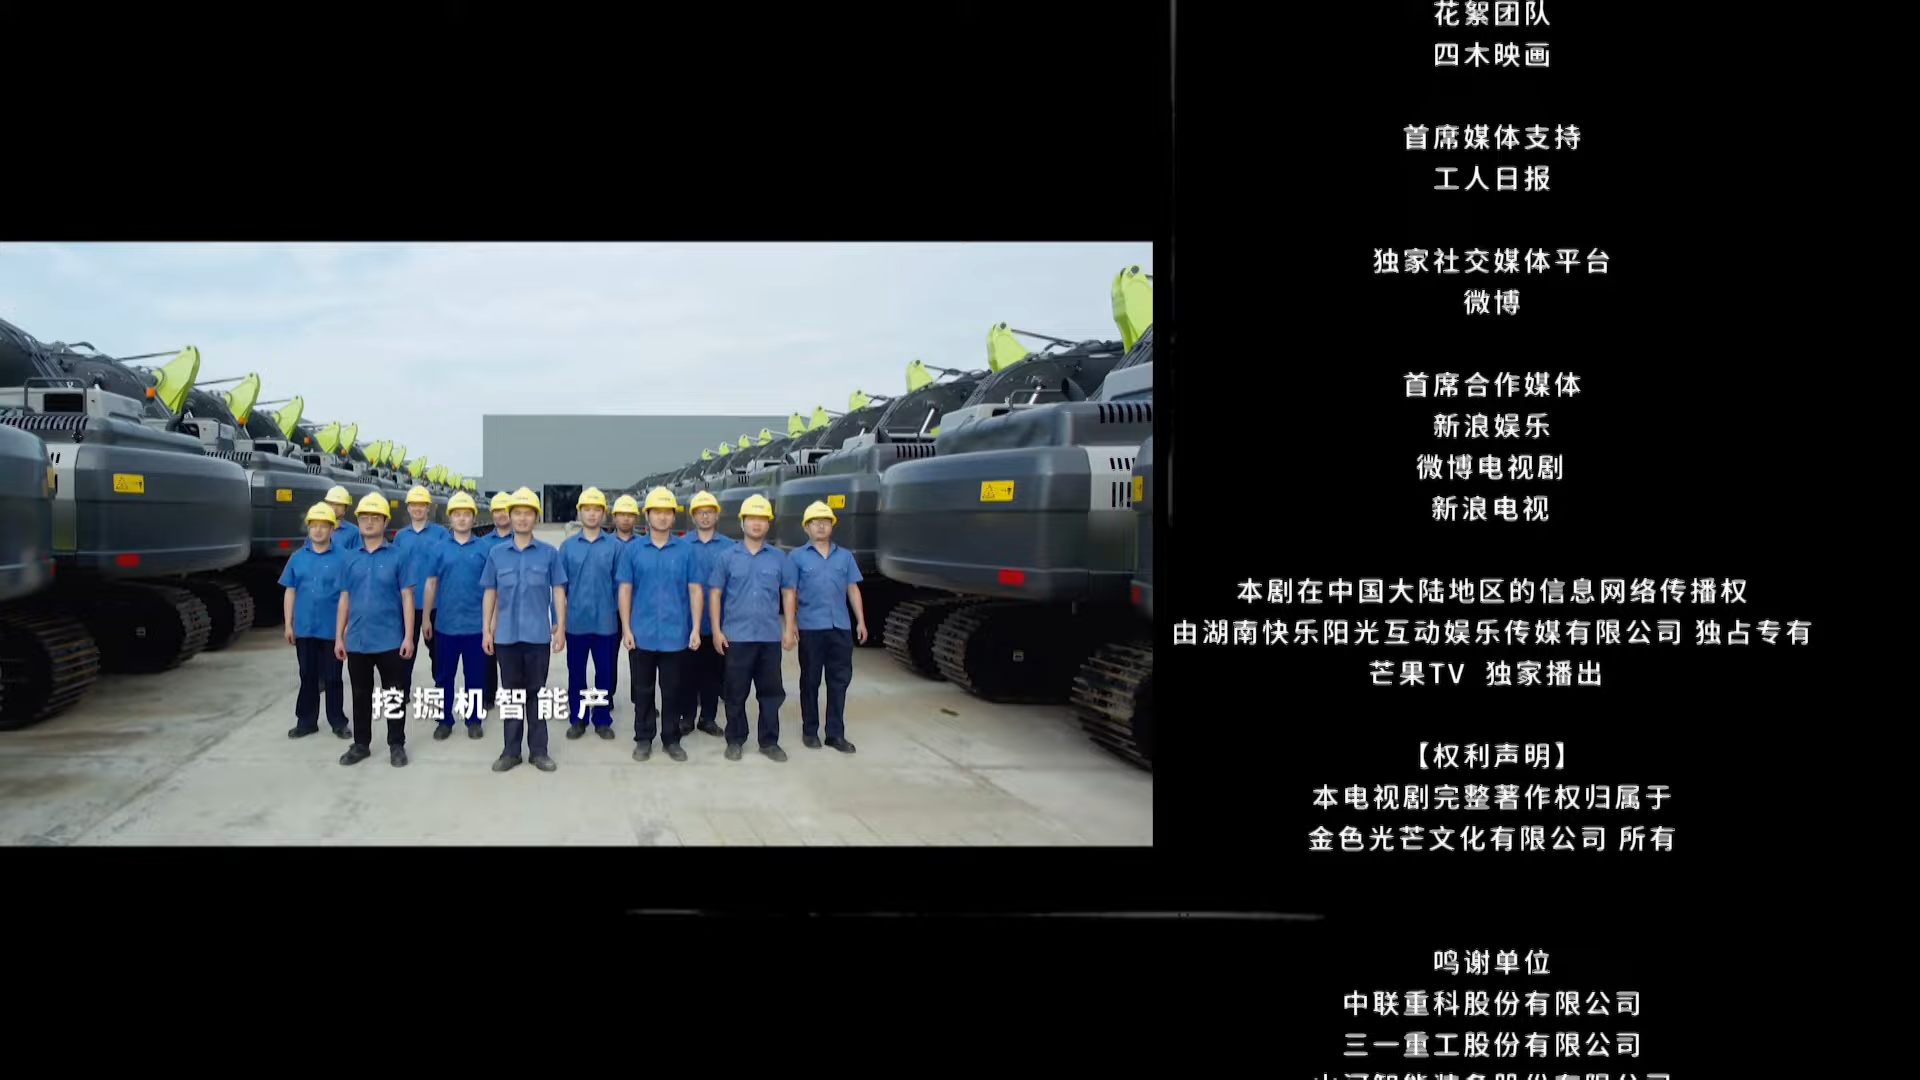 挖掘机智能产
花絮团队
四木映画
首席媒体支持
工人日报
独家社交媒体平台
微博
首席合作媒体
新浪娱乐
微博电视剧
新浪电视
本剧在中国大陆地区的信息网络传播权
由湖南快乐阳光互动娱乐传媒有限公司 独占专有
芒果TV 独家播出
【权利声明】
本电视剧完整著作权归属于
金色光芒文化有限公司 所有
鸣谢单位
中联重科股份有限公司
三一重工股份有限公司